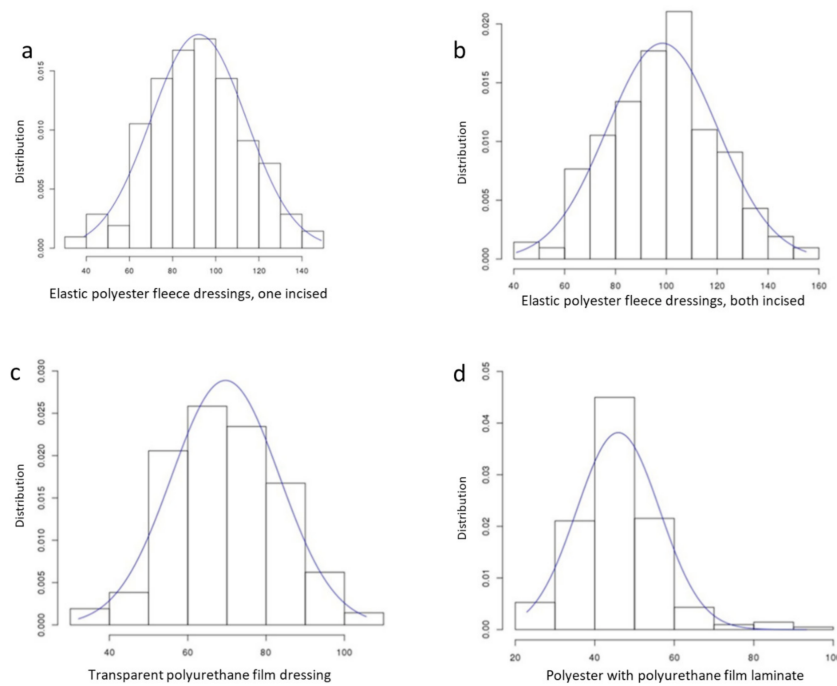 a
0.015
0.010
0.005
0.000
Distribution
40 60 80 100 120 140
Elastic polyester fleece dressings, one incised
b
0.020
0.015
0.010
0.005
0.000
Distribution
40 60 80 100 120 140 160
Elastic polyester fleece dressings, both incised
c
0.030
0.025
0.020
0.015
0.010
0.005
0.000
Distribution
40 60 80 100
Transparent polyurethane film dressing
d
0.05
0.04
0.03
0.02
0.01
0.00
Distribution
20 40 60 80 100
Polyester with polyurethane film laminate